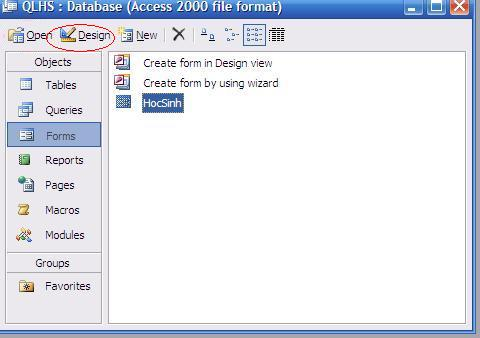 QLHS : Database (Access 2000 file format)
Open Design New
Objects
Tables
Queries
Forms
Reports
Pages
Macros
Modules
Groups
Favorites
Create form in Design view
Create form by using wizard
HocSinh